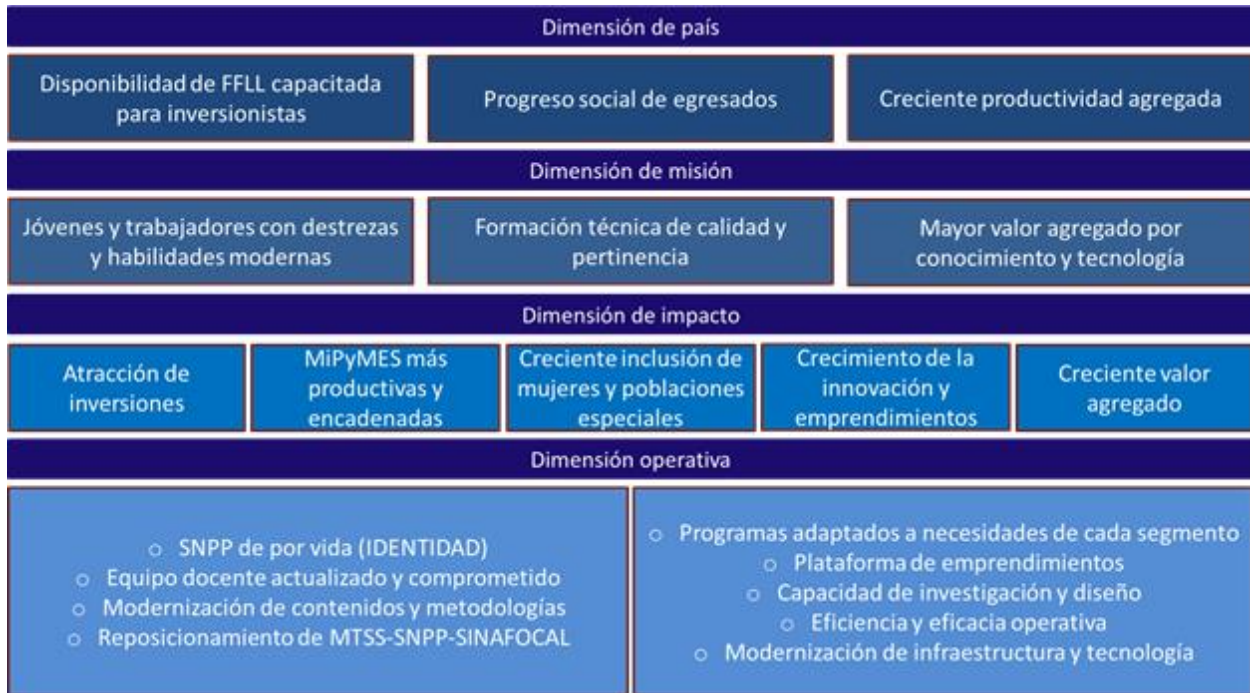 Dimensión de país
Disponibilidad de FFLL capacitada
para inversionistas
Progreso social de egresados
Creciente productividad agregada
Dimensión de misión
Jóvenes y trabajadores con destrezas
y habilidades modernas
Formación técnica de calidad y
pertinencia
Mayor valor agregado por
conocimiento y tecnología
Dimensión de impacto
Atracción de
inversiones
MiPyMES más
productivas y
encadenadas
Creciente inclusión de
mujeres y poblaciones
especiales
Crecimiento de la
innovación y
emprendimientos
Creciente valor
agregado
Dimensión operativa
o SNPP de por vida (IDENTIDAD)
o Equipo docente actualizado y comprometido
o Modernización de contenidos y metodologías
o Reposicionamiento de MTSS-SNPP-SINAFOCAL
o Programas adaptados a necesidades de cada segmento
o Plataforma de emprendimientos
o Capacidad de investigación y diseño
o Eficiencia y eficacia operativa
o Modernización de infraestructura y tecnología